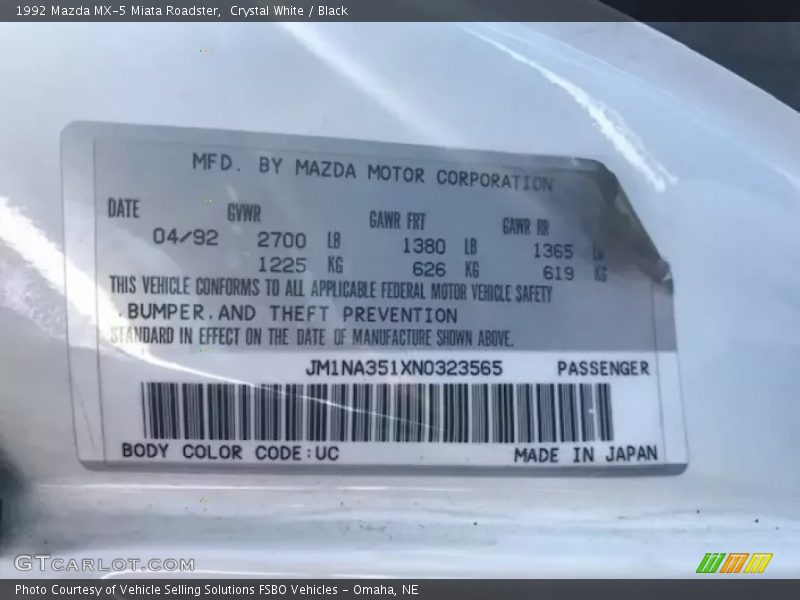 1992 Mazda MX-5 Miata Roadster,  Crystal White / Black
MFD. BY MAZDA MOTOR CORPORATION
DATE GVWR GAWR FRT GAWR RR
04/92 2700 LB 1380 LB 1365 LB
1225 KG 626 KG 619 KG
THIS VEHICLE CONFORMS TO ALL APPLICABLE FEDERAL MOTOR VEHICLE SAFETY
,BUMPER,AND THEFT PREVENTION
STANDARD IN EFFECT ON THE DATE OF MANUFACTURE SHOWN ABOVE.
JM1NA351XN0323565 PASSENGER
BODY COLOR CODE:UC MADE IN JAPAN
GTCARLOT.COM
Photo Courtesy of Vehicle Selling Solutions FSBO Vehicles - Omaha, NE